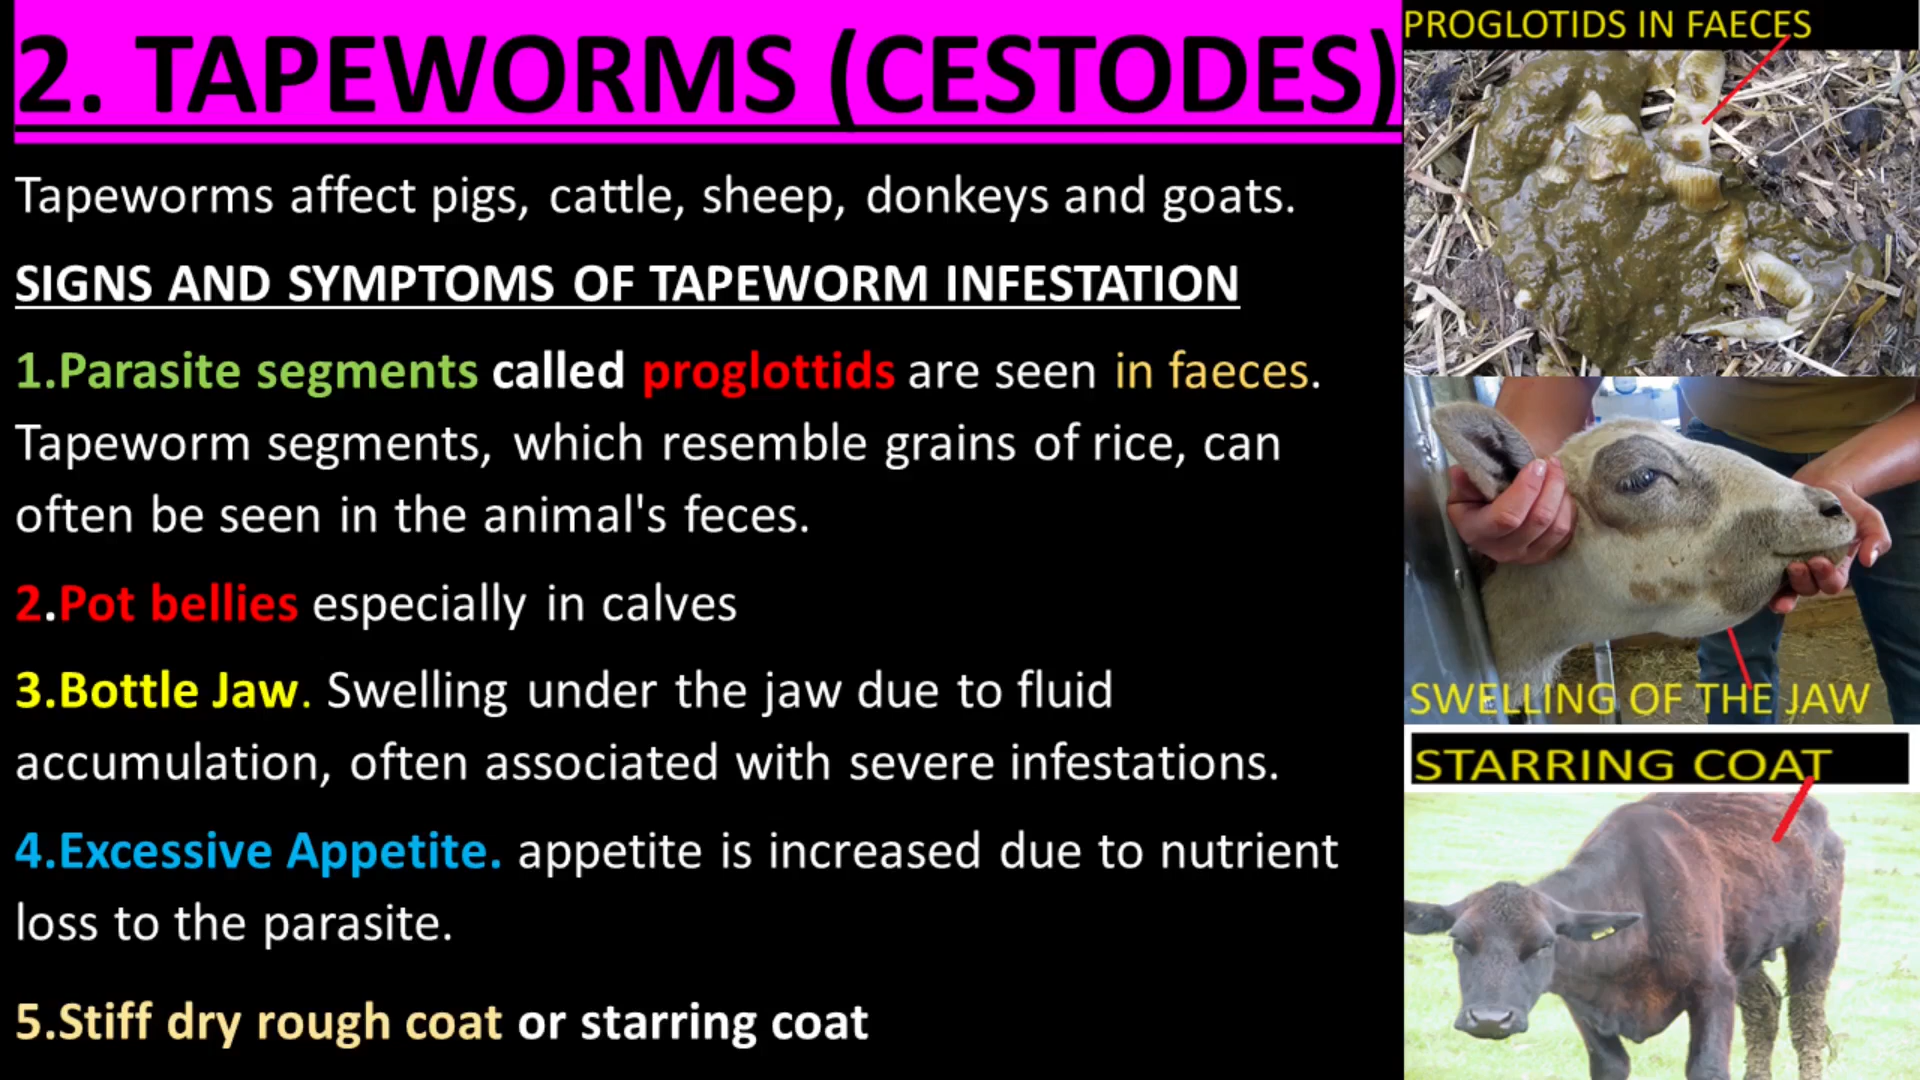 2. TAPEWORMS (CESTODES)
Tapeworms affect pigs, cattle, sheep, donkeys and goats.
SIGNS AND SYMPTOMS OF TAPEWORM INFESTATION
1.Parasite segments called proglottids are seen in faeces.
Tapeworm segments, which resemble grains of rice, can
often be seen in the animal's feces.
2.Pot bellies especially in calves
3.Bottle Jaw. Swelling under the jaw due to fluid
accumulation, often associated with severe infestations.
4.Excessive Appetite. appetite is increased due to nutrient
loss to the parasite.
5.Stiff dry rough coat or starring coat
PROGLOTIDS IN FAECES
SWELLING OF THE JAW
STARRING COAT